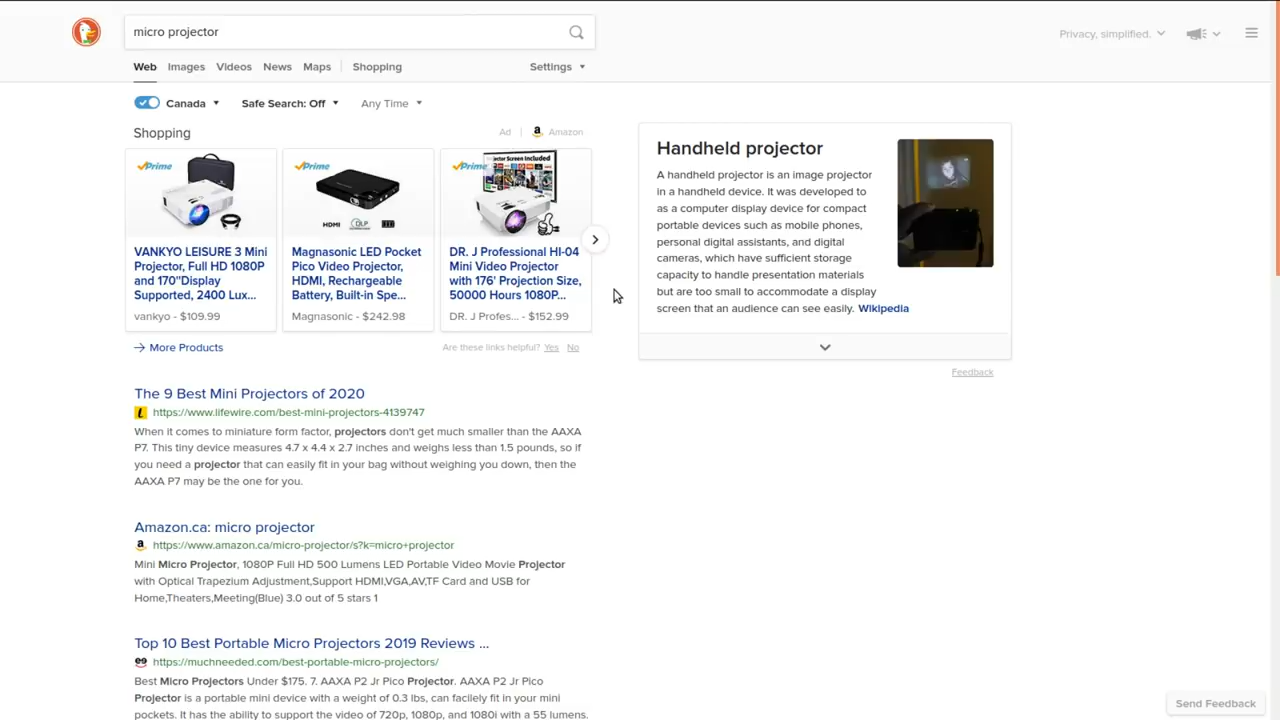 micro projector
Privacy, simplified.
Web Images Videos News Maps Shopping Settings
Canada Safe Search: Off Any Time
Shopping Ad Amazon
Prime Prime Prime
Screen Included
HDMI DLP
VANKYO LEISURE 3 Mini
Projector, Full HD 1080P
and 170"Display
Supported, 2400 Lux...
vankyo - $109.99
Magnasonic LED Pocket
Pico Video Projector,
HDMI, Rechargeable
Battery, Built-in Spe...
Magnasonic - $242.98
DR. J Professional HI-04
Mini Video Projector
with 176' Projection Size,
50000 Hours 1080P...
DR. J Profes... - $152.99
More Products
Are these links helpful? Yes No
Handheld projector
A handheld projector is an image projector
in a handheld device. It was developed to
as a computer display device for compact
portable devices such as mobile phones,
personal digital assistants, and digital
cameras, which have sufficient storage
capacity to handle presentation materials
but are too small to accommodate a display
screen that an audience can see easily. Wikipedia
Feedback
The 9 Best Mini Projectors of 2020
https://www.lifewire.com/best-mini-projectors-4139747
When it comes to miniature form factor, projectors don't get much smaller than the AAXA
P7. This tiny device measures 4.7 x 4.4 x 2.7 inches and weighs less than 1.5 pounds, so if
you need a projector that can easily fit in your bag without weighing you down, then the
AAXA P7 may be the one for you.
Amazon.ca: micro projector
https://www.amazon.ca/micro-projector/s?k=micro+projector
Mini Micro Projector, 1080P Full HD 500 Lumens LED Portable Video Movie Projector
with Optical Trapezium Adjustment,Support HDMI,VGA,AV,TF Card and USB for
Home,Theaters,Meeting(Blue) 3.0 out of 5 stars 1
Top 10 Best Portable Micro Projectors 2019 Reviews ...
https://muchneeded.com/best-portable-micro-projectors/
Best Micro Projectors Under $175. 7. AAXA P2 Jr Pico Projector. AAXA P2 Jr Pico
Projector is a portable mini device with a weight of 0.3 lbs, can facilely fit in your mini
pockets. It has the ability to support the video of 720p, 1080p, and 1080i with a 55 lumens.
Send Feedback